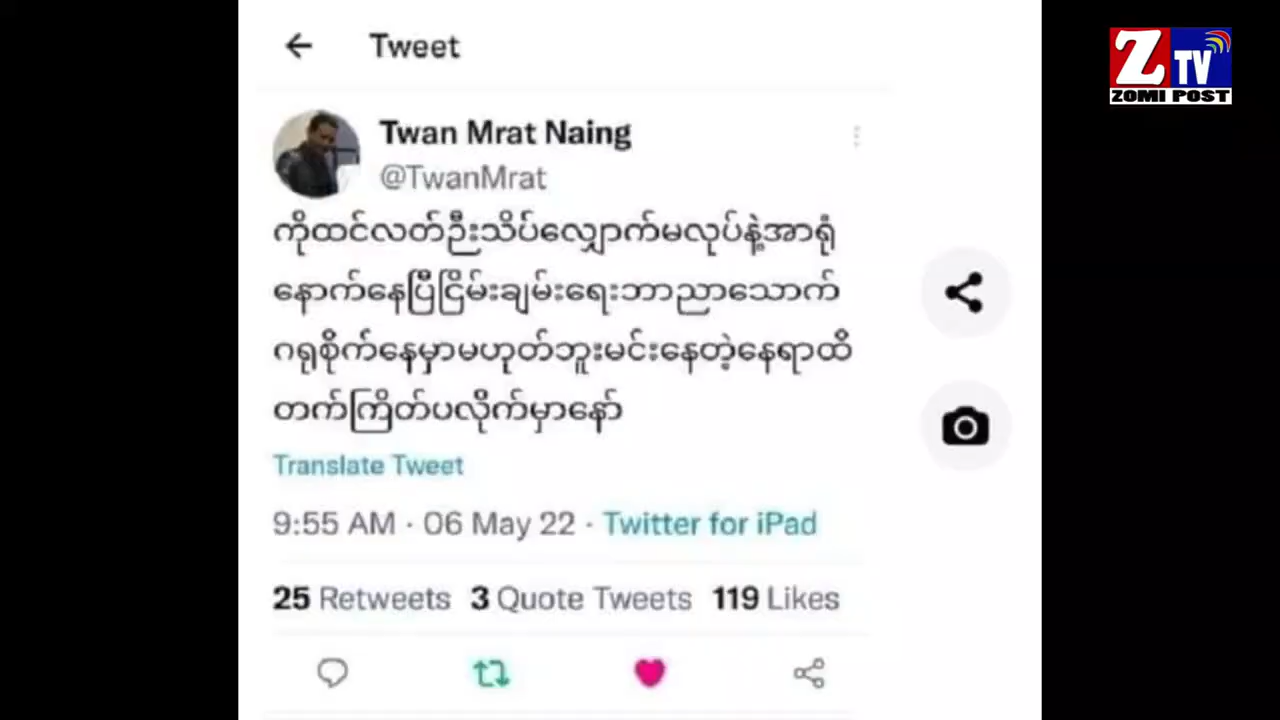 Tweet
Z TV
ZOMI POST
Twan Mrat Naing
@TwanMrat
ကိုထင်လတ်ဦးသိပ်လျှောက်မလုပ်နဲ့အာရုံ
နောက်နေပြီငြိမ်းချမ်းရေးဘာညာသောက်
ဂရုစိုက်နေမှာမဟုတ်ဘူးမင်းနေတဲ့နေရာထိ
တက်ကြိတ်ပလိုက်မှာနော်
Translate Tweet
9:55 AM · 06 May 22 · Twitter for iPad
25 Retweets 3 Quote Tweets 119 Likes